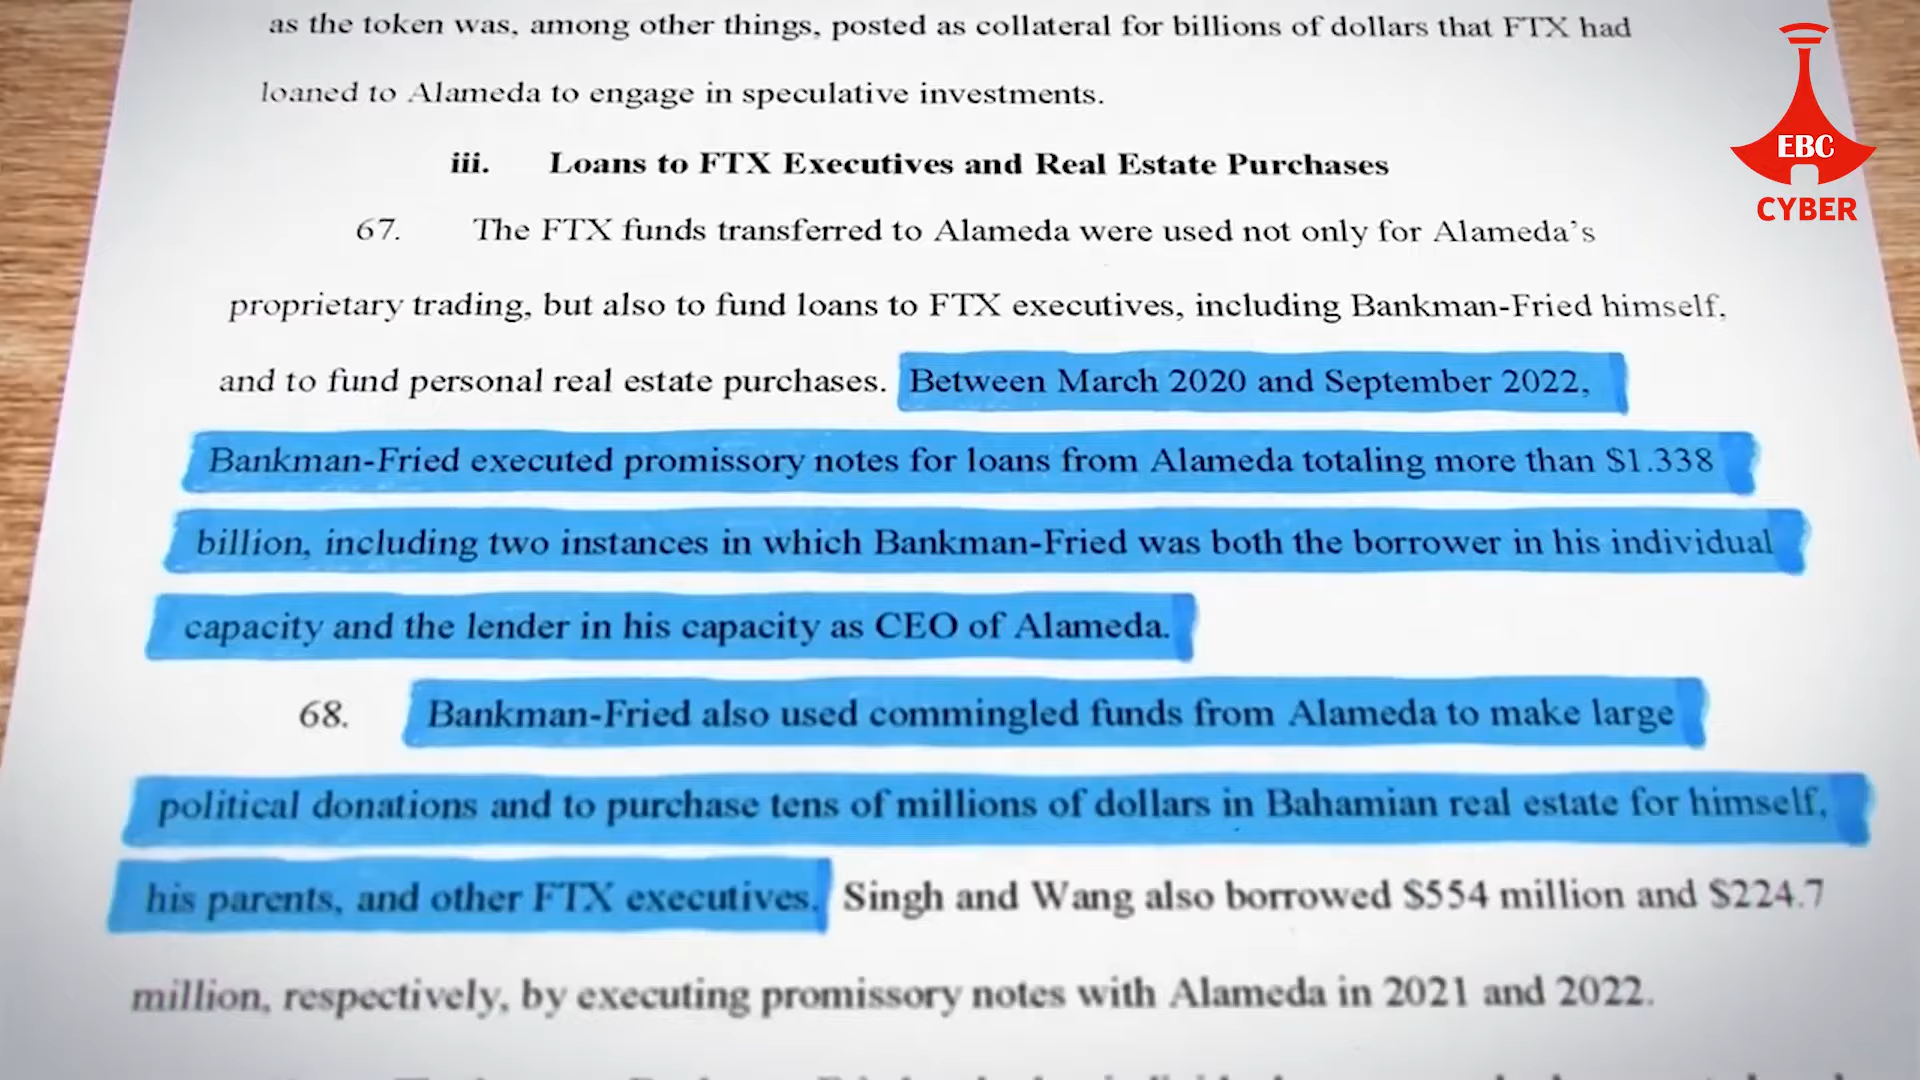 as the token was, among other things, posted as collateral for billions of dollars that FTX had
loaned to Alameda to engage in speculative investments.
iii. Loans to FTX Executives and Real Estate Purchases
67. The FTX funds transferred to Alameda were used not only for Alameda’s
proprietary trading, but also to fund loans to FTX executives, including Bankman-Fried himself,
and to fund personal real estate purchases. Between March 2020 and September 2022,
Bankman-Fried executed promissory notes for loans from Alameda totaling more than $1.338
billion, including two instances in which Bankman-Fried was both the borrower in his individual
capacity and the lender in his capacity as CEO of Alameda.
68. Bankman-Fried also used commingled funds from Alameda to make large
political donations and to purchase tens of millions of dollars in Bahamian real estate for himself,
his parents, and other FTX executives. Singh and Wang also borrowed $554 million and $224.7
million, respectively, by executing promissory notes with Alameda in 2021 and 2022.
EBC
CYBER